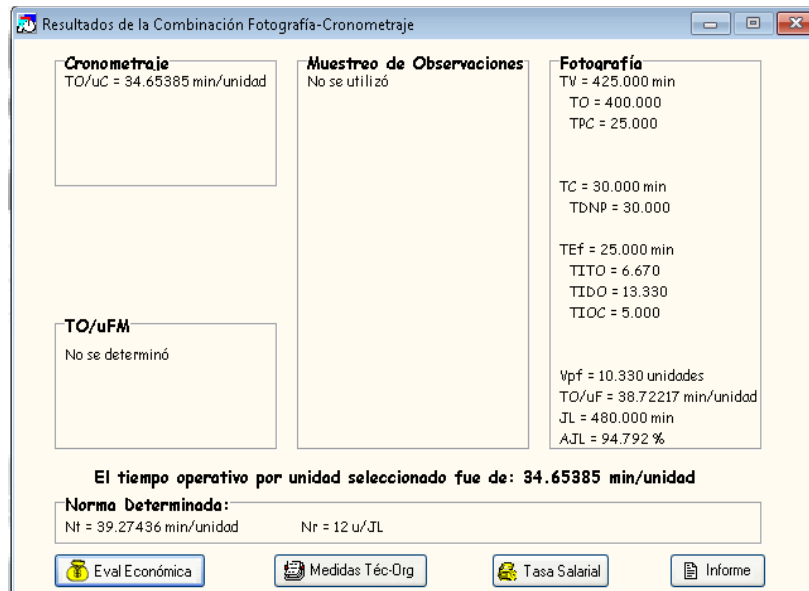 Resultados de la Combinación Fotografía-Cronometraje
Cronometraje
TO/uC = 34.65385 min/unidad
TO/uFM
No se determinó
Muestreo de Observaciones
No se utilizó
Fotografía
TV = 425.000 min
TO = 400.000
TPC = 25.000
TC = 30.000 min
TDNP = 30.000
TEf = 25.000 min
TITO = 6.670
TIDO = 13.330
TIOC = 5.000
Vpf = 10.330 unidades
TO/uF = 38.72217 min/unidad
JL = 480.000 min
AJL = 94.792 %
El tiempo operativo por unidad seleccionado fue de: 34.65385 min/unidad
Norma Determinada:
Nt = 39.27436 min/unidad Nr = 12 u/JL
Eval Económica Medidas Téc-Org Tasa Salarial Informe